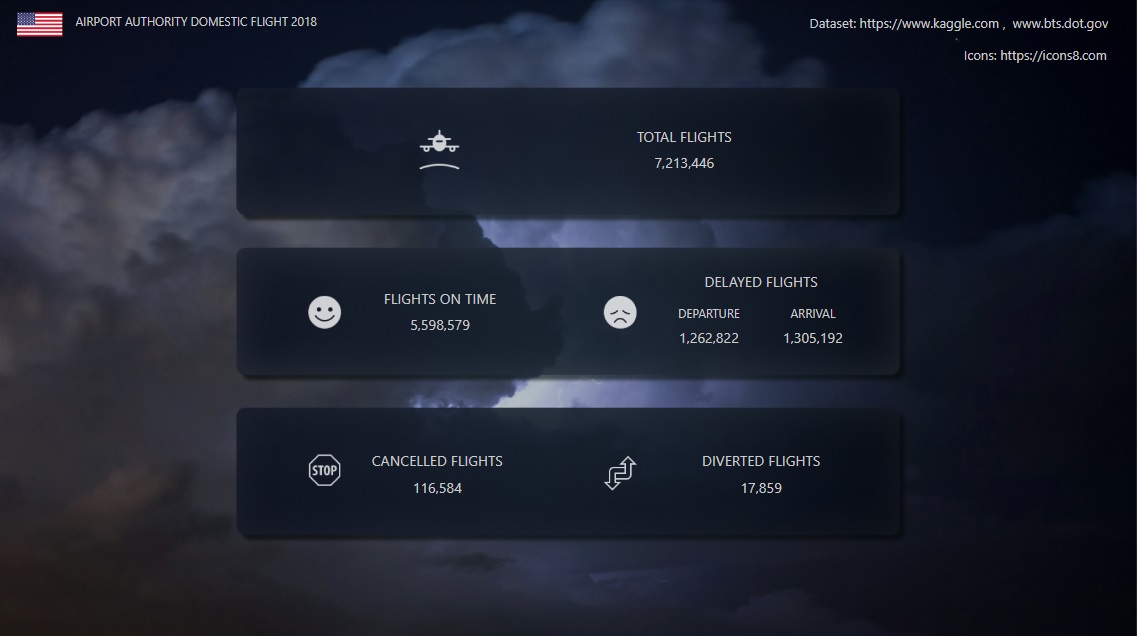 AIRPORT AUTHORITY DOMESTIC FLIGHT 2018
Dataset: https://www.kaggle.com , www.bts.dot.gov
Icons: https://icons8.com
TOTAL FLIGHTS
7,213,446
FLIGHTS ON TIME
5,598,579
DELAYED FLIGHTS
DEPARTURE ARRIVAL
1,262,822 1,305,192
STOP
CANCELLED FLIGHTS
116,584
DIVERTED FLIGHTS
17,859